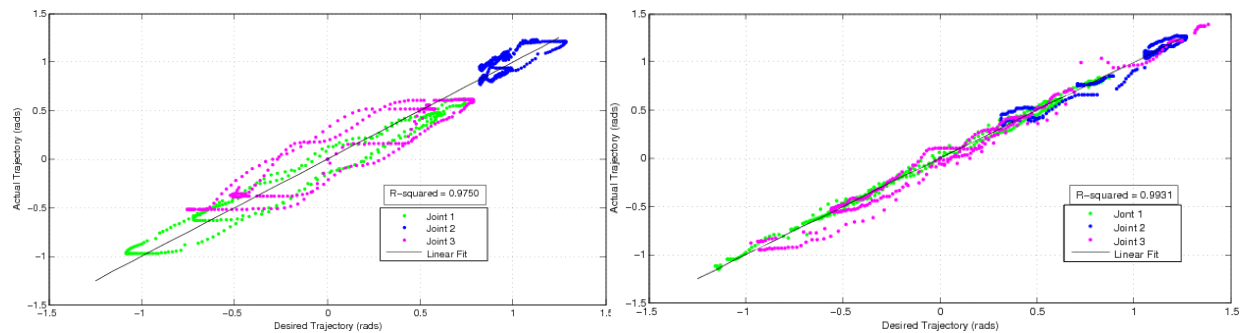 1.5
1
0.5
0
−0.5
−1
−1.5
Actual Trajectory (rads)
R-squared = 0.9750
Joint 1
Joint 2
Joint 3
Linear Fit
−1 −0.5 0 0.5 1 1.5
Desired Trajectory (rads)
1.5
1
0.5
0
−0.5
−1
−1.5
Actual Trajectory (rads)
R-squared = 0.9931
Jont 1
Joint 2
Joint 3
Linear Fit
−1.5 −1 −0.5 0 0.5 1 1.5
Desired Trajectory (rads)